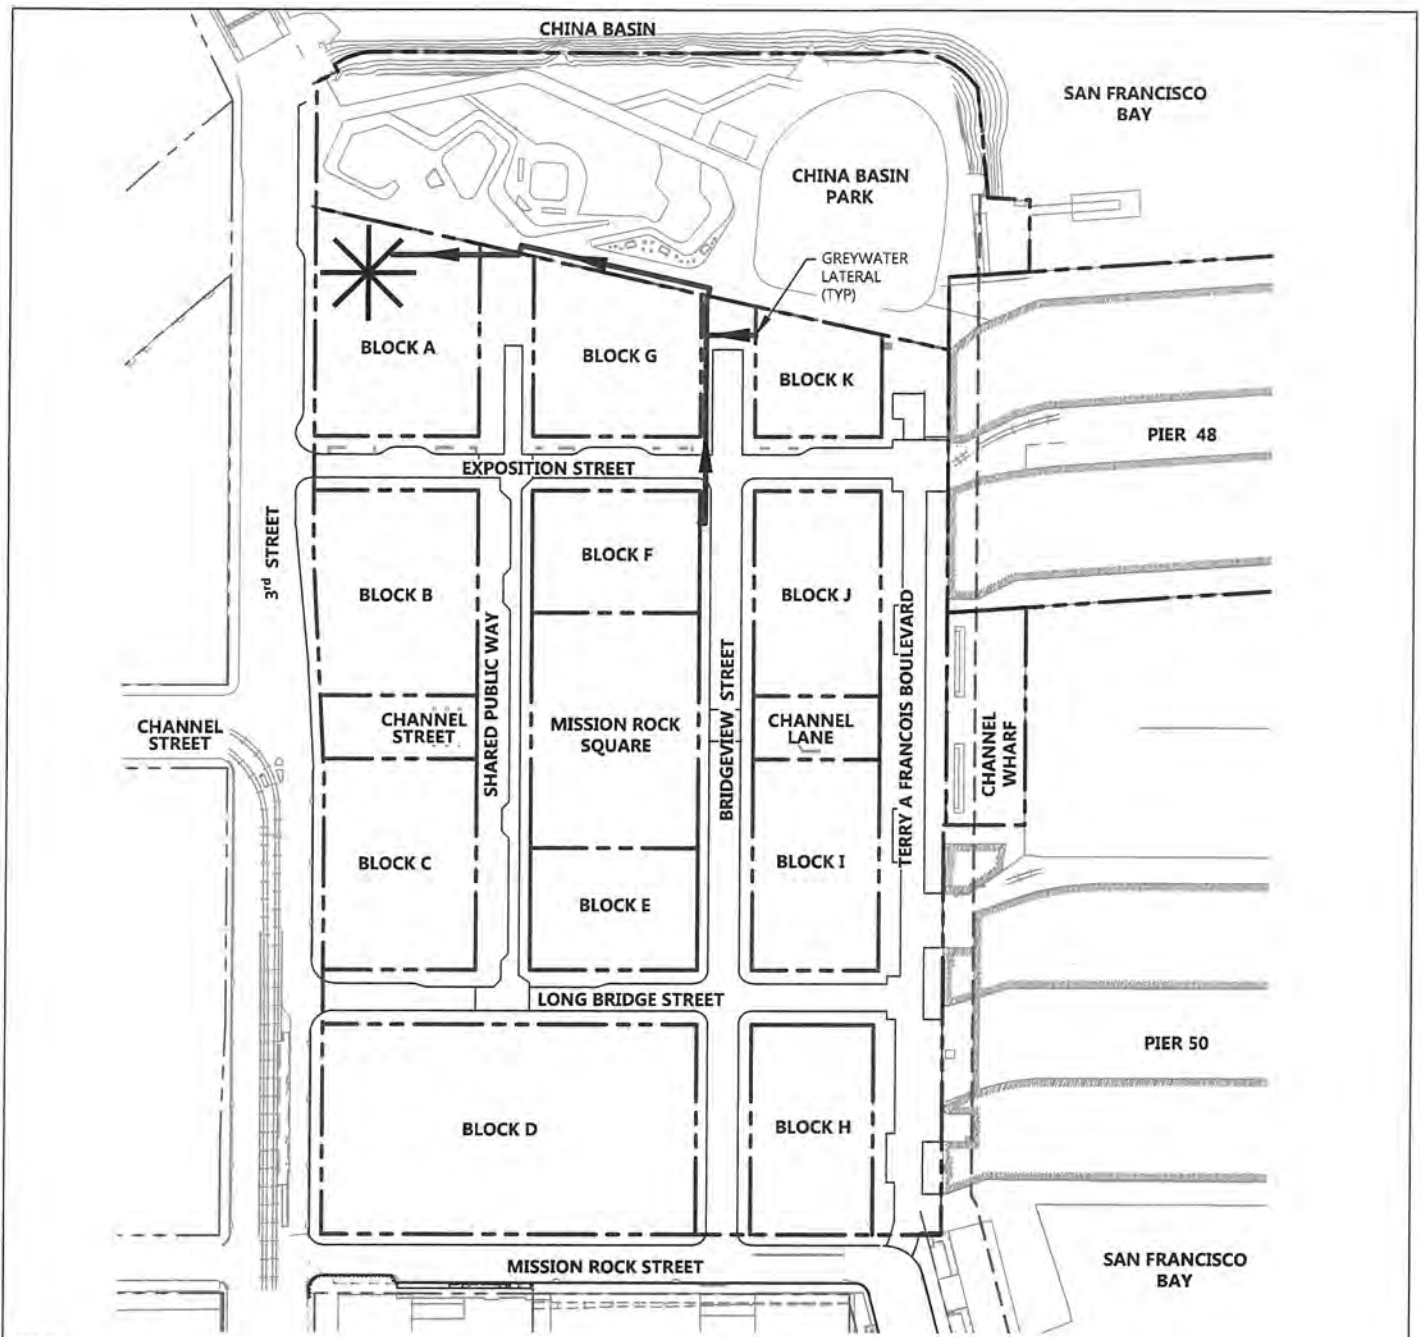 CHINA BASIN
SAN FRANCISCO
BAY
CHINA BASIN
PARK
GREYWATER
LATERAL
(TYP)
BLOCK A
BLOCK G
BLOCK K
PIER 48
EXPOSITION STREET
3rd STREET
BLOCK F
BLOCK B
BLOCK J
SHARED PUBLIC WAY
BRIDGEVIEW STREET
TERRY A FRANCOIS BOULEVARD
CHANNEL
STREET
CHANNEL
STREET
MISSION ROCK
SQUARE
CHANNEL
LANE
CHANNEL
WHARF
BLOCK C
BLOCK I
BLOCK E
LONG BRIDGE STREET
PIER 50
BLOCK D
BLOCK H
MISSION ROCK STREET
SAN FRANCISCO
BAY